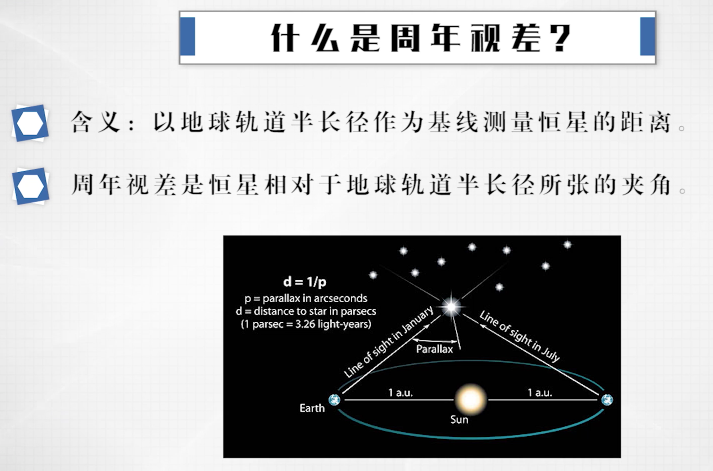 什么是周年视差?
含义：以地球轨道半长径作为基线测量恒星的距离。
周年视差是恒星相对于地球轨道半长径所张的夹角。
d = 1/p
p = parallax in arcseconds
d = distance to star in parsecs
(1 parsec = 3.26 light-years)
Line of sight in January
Line of sight in July
Parallax
1 a.u.
1 a.u.
Earth
Sun